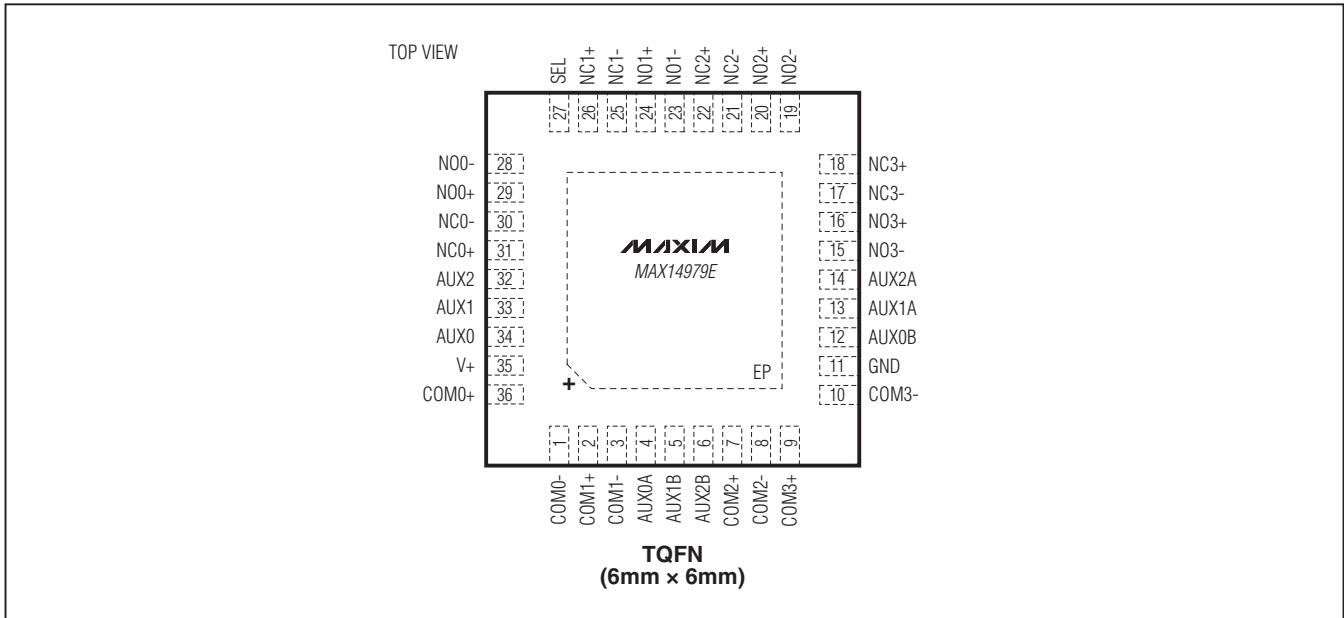 TOP VIEW
SEL
NC1+
NC1-
NO1+
NO1-
NC2+
NC2-
NO2+
NO2-
27
26
25
24
23
22
21
20
19
NO0- 28
NO0+ 29
NC0- 30
NC0+ 31
AUX2 32
AUX1 33
AUX0 34
V+ 35
COM0+ 36
18 NC3+
17 NC3-
16 NO3+
15 NO3-
14 AUX2A
13 AUX1A
12 AUX0B
11 GND
10 COM3-
MAXIM
MAX14979E
EP
+
1
2
3
4
5
6
7
8
9
COM0-
COM1+
COM1-
AUX0A
AUX1B
AUX2B
COM2+
COM2-
COM3+
TQFN
(6mm × 6mm)